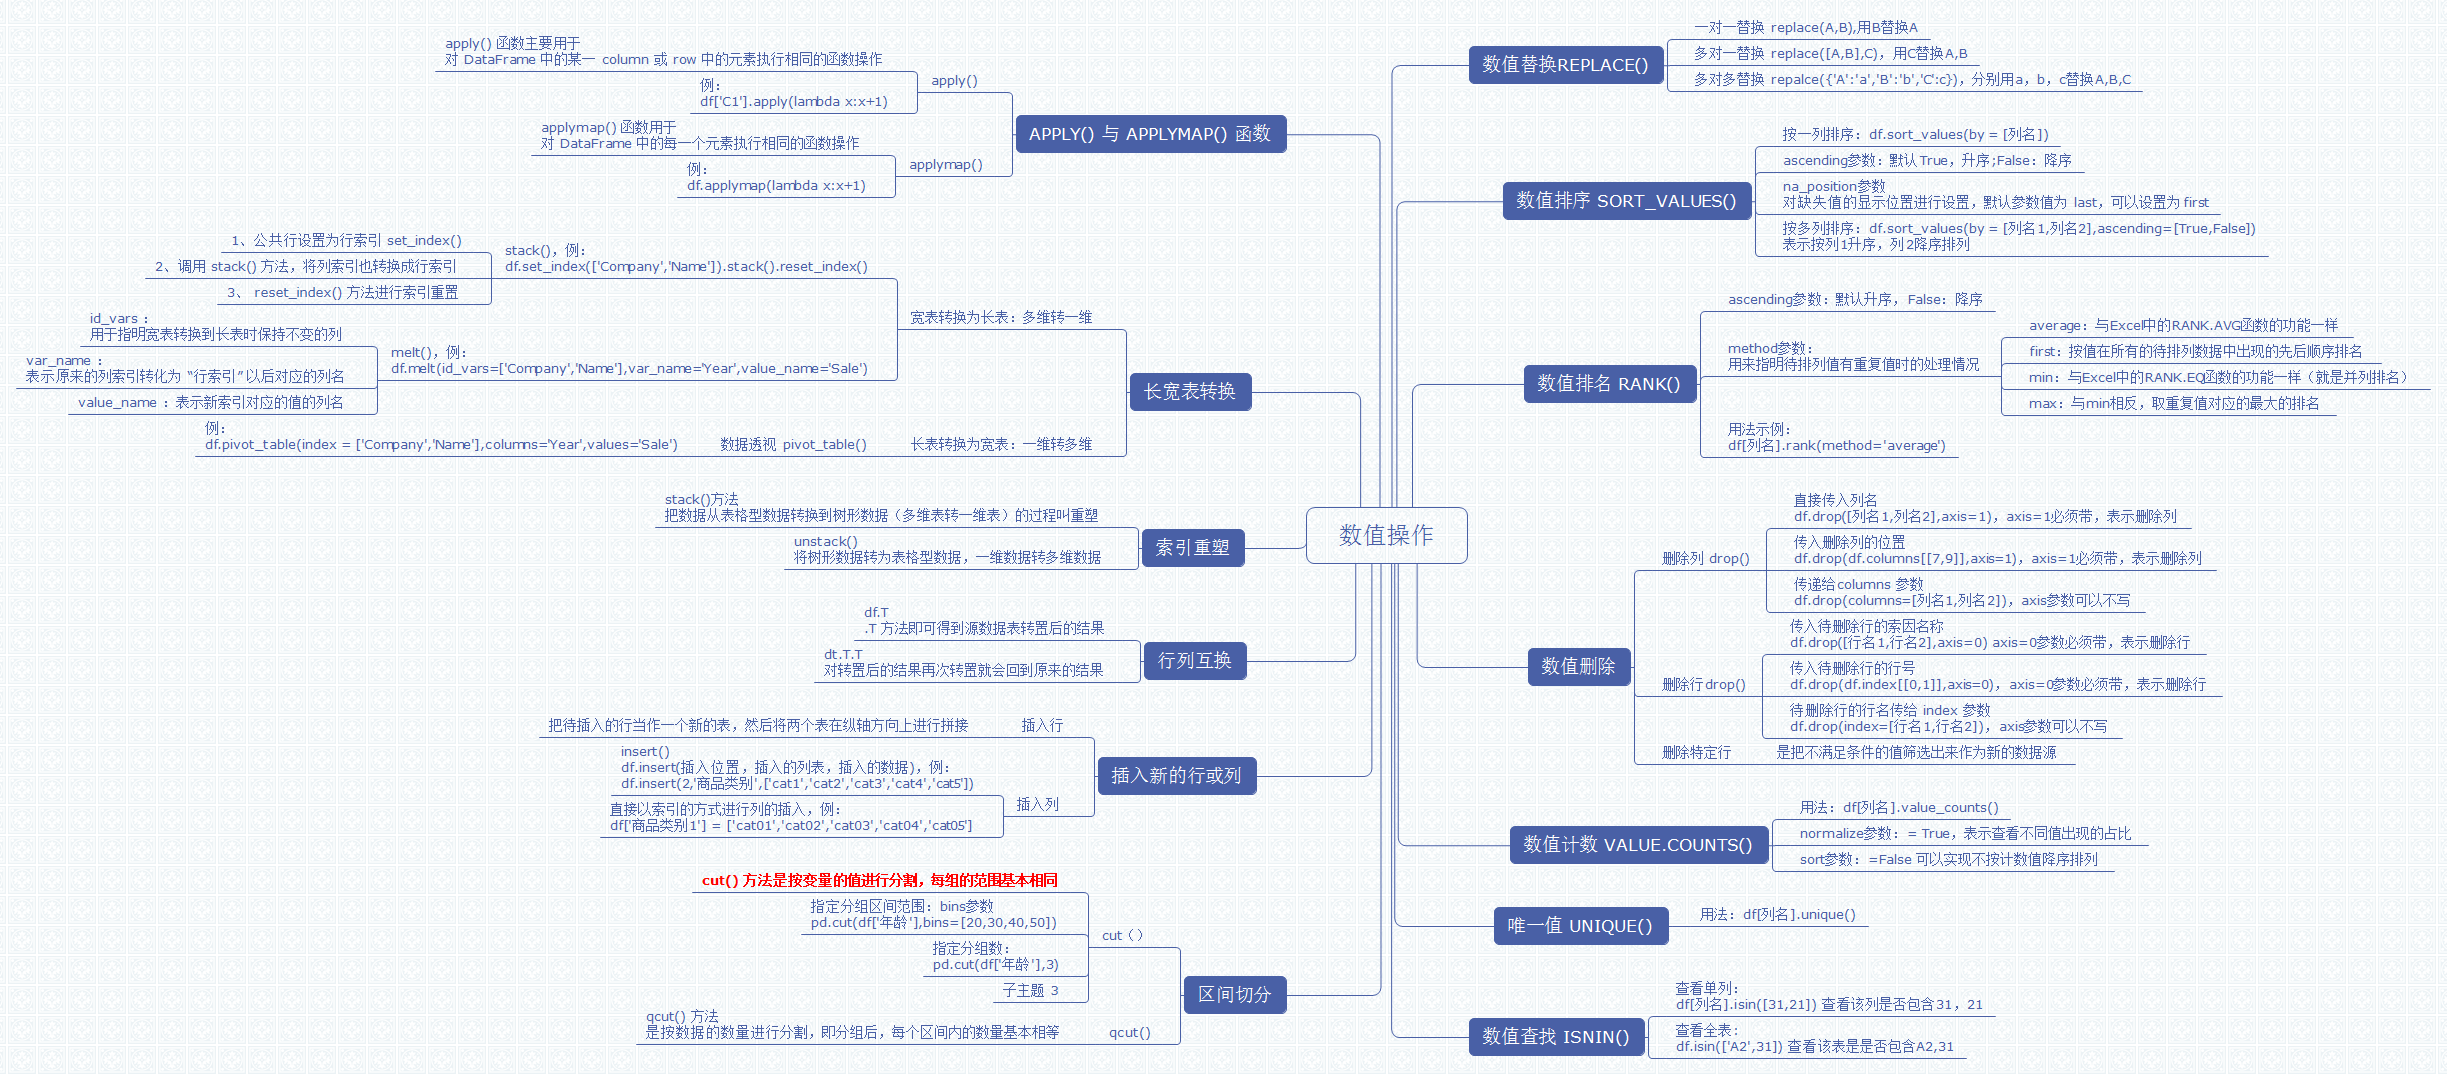 数值操作
数值替换REPLACE()
一对一替换 replace(A,B),用B替换A
多对一替换 replace([A,B],C)，用C替换A,B
多对多替换 repalce({'A':'a','B':'b','C':c})，分别用a，b，c替换A,B,C
数值排序 SORT_VALUES()
按一列排序：df.sort_values(by = [列名])
ascending参数：默认True，升序;False：降序
na_position参数
对缺失值的显示位置进行设置，默认参数值为 last，可以设置为 first
按多列排序：df.sort_values(by = [列名1,列名2],ascending=[True,False])
表示按列1升序，列2降序排列
数值排名 RANK()
ascending参数：默认升序，False：降序
method参数：
用来指明待排列值有重复值时的处理情况
average：与Excel中的RANK.AVG函数的功能一样
first：按值在所有的待排列数据中出现的先后顺序排名
min：与Excel中的RANK.EQ函数的功能一样（就是并列排名）
max：与min相反，取重复值对应的最大的排名
用法示例：
df[列名].rank(method='average')
数值删除
删除列 drop()
直接传入列名
df.drop([列名1,列名2],axis=1)，axis=1必须带，表示删除列
传入删除列的位置
df.drop(df.columns[[7,9]],axis=1)，axis=1必须带，表示删除列
传递给columns 参数
df.drop(columns=[列名1,列名2])，axis参数可以不写
删除行drop()
传入待删除行的索因名称
df.drop([行名1,行名2],axis=0) axis=0参数必须带，表示删除行
传入待删除行的行号
df.drop(df.index[[0,1]],axis=0)，axis=0参数必须带，表示删除行
待删除行的行名传给 index 参数
df.drop(index=[行名1,行名2])，axis参数可以不写
删除特定行
是把不满足条件的值筛选出来作为新的数据源
数值计数 VALUE.COUNTS()
用法：df[列名].value_counts()
normalize参数：= True，表示查看不同值出现的占比
sort参数：=False 可以实现不按计数值降序排列
唯一值 UNIQUE()
用法：df[列名].unique()
数值查找 ISNIN()
查看单列：
df[列名].isin([31,21]) 查看该列是否包含31，21
查看全表：
df.isin(['A2',31]) 查看该表是是否包含A2,31
APPLY() 与 APPLYMAP() 函数
apply()
apply() 函数主要用于
对 DataFrame 中的某一 column 或 row 中的元素执行相同的函数操作
例：
df['C1'].apply(lambda x:x+1)
applymap()
applymap() 函数用于
对 DataFrame 中的每一个元素执行相同的函数操作
例：
df.applymap(lambda x:x+1)
长宽表转换
宽表转换为长表：多维转一维
stack()，例：
df.set_index(['Company','Name']).stack().reset_index()
1、公共行设置为行索引 set_index()
2、调用 stack() 方法，将列索引也转换成行索引
3、 reset_index() 方法进行索引重置
melt()，例：
df.melt(id_vars=['Company','Name'],var_name='Year',value_name='Sale')
id_vars：
用于指明宽表转换到长表时保持不变的列
var_name：
表示原来的列索引转化为 “行索引” 以后对应的列名
value_name ：表示新索引对应的值的列名
长表转换为宽表：一维转多维
数据透视 pivot_table()
例：
df.pivot_table(index = ['Company','Name'],columns='Year',values='Sale')
索引重塑
stack()方法
把数据从表格型数据转换到树形数据（多维表转一维表）的过程叫重塑
unstack()
将树形数据转为表格型数据，一维数据转多维数据
行列互换
df.T
.T 方法即可得到源数据表转置后的结果
dt.T.T
对转置后的结果再次转置就会回到原来的结果
插入新的行或列
插入行
把待插入的行当作一个新的表，然后将两个表在纵轴方向上进行拼接
插入列
insert()
df.insert(插入位置，插入的列表，插入的数据)，例：
df.insert(2,'商品类别',['cat1','cat2','cat3','cat4','cat5'])
直接以索引的方式进行列的插入，例：
df['商品类别1'] = ['cat01','cat02','cat03','cat04','cat05']
区间切分
cut（）
cut() 方法是按变量的值进行分割，每组的范围基本相同
指定分组区间范围：bins参数
pd.cut(df['年龄'],bins=[20,30,40,50])
指定分组数：
pd.cut(df['年龄'],3)
子主题 3
qcut()
qcut() 方法
是按数据的数量进行分割，即分组后，每个区间内的数量基本相等